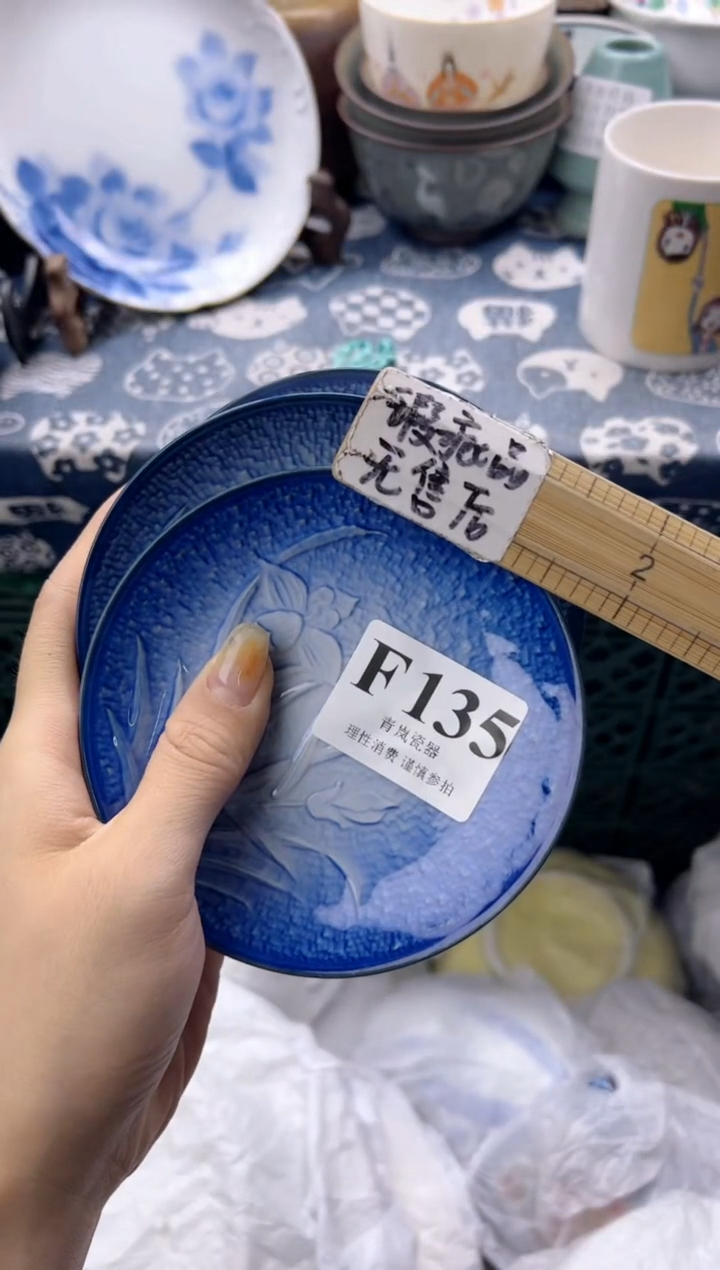 瑕疵品
无售后
F135
青岚瓷器
理性消费 谨慎参拍
2